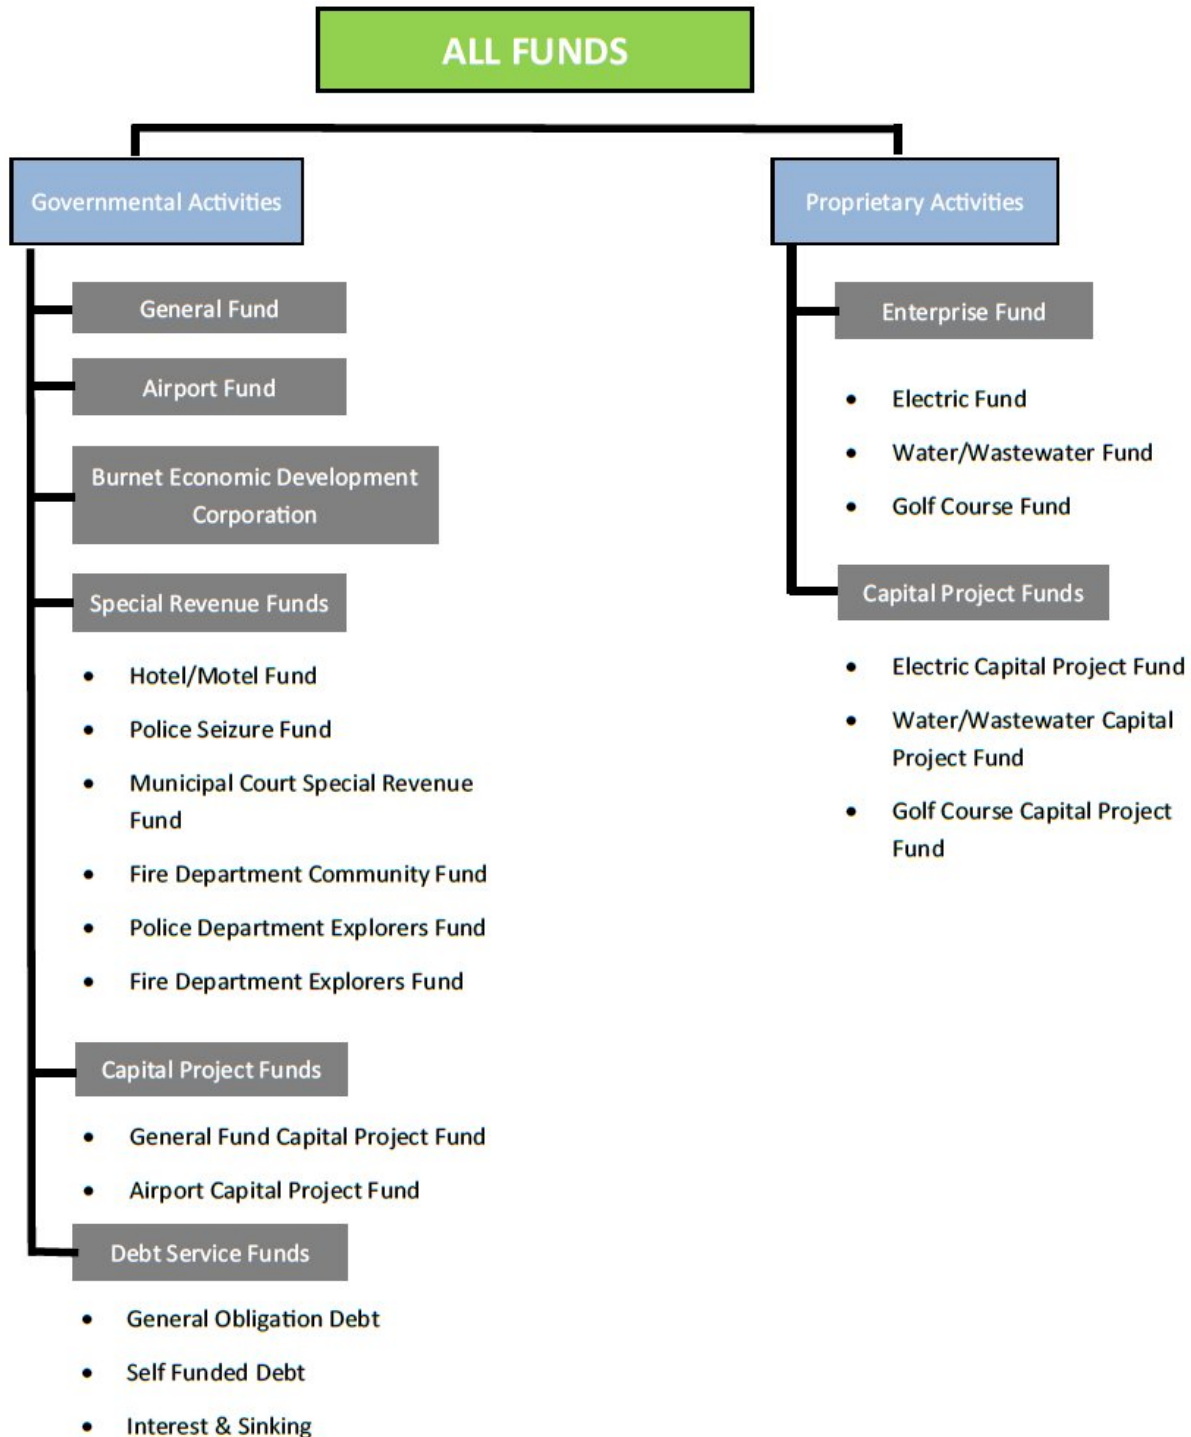 ALL FUNDS
Governmental Activities
General Fund
Airport Fund
Burnet Economic Development
Corporation
Special Revenue Funds
• Hotel/Motel Fund
• Police Seizure Fund
• Municipal Court Special Revenue
Fund
• Fire Department Community Fund
• Police Department Explorers Fund
• Fire Department Explorers Fund
Capital Project Funds
• General Fund Capital Project Fund
• Airport Capital Project Fund
Debt Service Funds
• General Obligation Debt
• Self Funded Debt
• Interest & Sinking
Proprietary Activities
Enterprise Fund
• Electric Fund
• Water/Wastewater Fund
• Golf Course Fund
Capital Project Funds
• Electric Capital Project Fund
• Water/Wastewater Capital
Project Fund
• Golf Course Capital Project
Fund